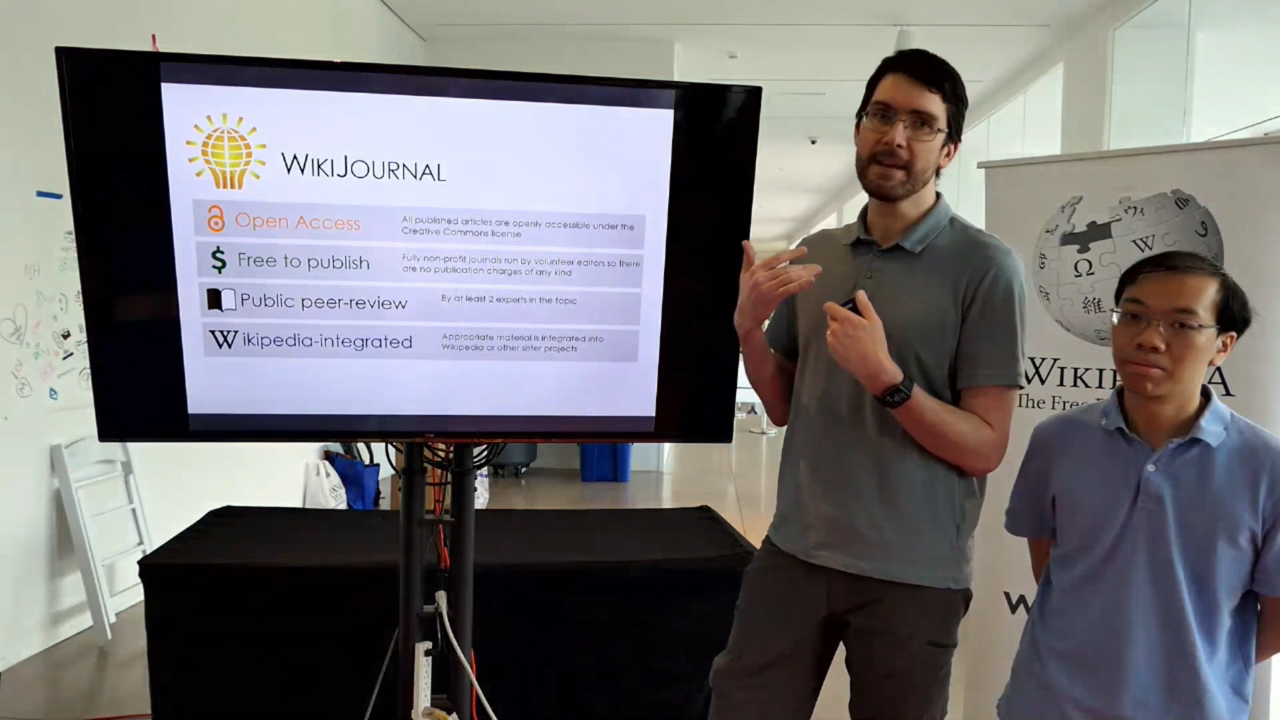 WIKIJOURNAL
Open Access
All published articles are openly accessible under the
Creative Commons license
$ Free to publish
Fully non-profit journals run by volunteer editors so there
are no publication charges of any kind
Public peer-review
By at least 2 experts in the topic
Wikipedia-integrated
Appropriate material is integrated into
Wikipedia or other sister projects
Ω W
維
WIKI A
The Free
W